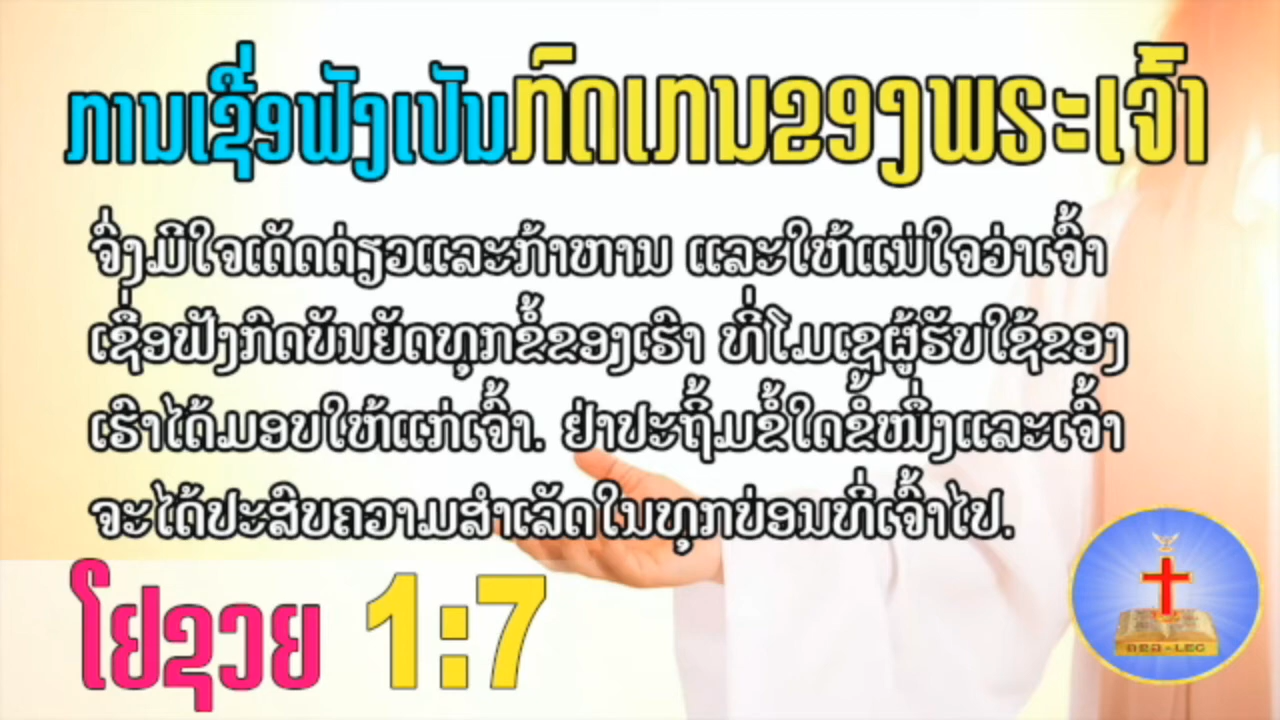 ການເຊື່ອຟັງເປັນກົດເກນຂອງພຣະເຈົ້າ
ຈົ່ງມີໃຈເດັດດ່ຽວແລະກ້າຫານ ແລະໃຫ້ແນ່ໃຈວ່າເຈົ້າ
ເຊື່ອຟັງກົດບັນຍັດທຸກຂໍ້ຂອງເຮົາ ທີ່ໂມເຊຜູ້ຮັບໃຊ້ຂອງ
ເຮົາໄດ້ມອບໃຫ້ແກ່ເຈົ້າ. ຢ່າປະຖິ້ມຂໍ້ໃດຂໍ້ໜຶ່ງແລະເຈົ້າ
ຈະໄດ້ປະສົບຄວາມສຳເລັດໃນທຸກບ່ອນທີ່ເຈົ້າໄປ.
ໂຢຊວຍ 1:7
ຄຂລ - LEC